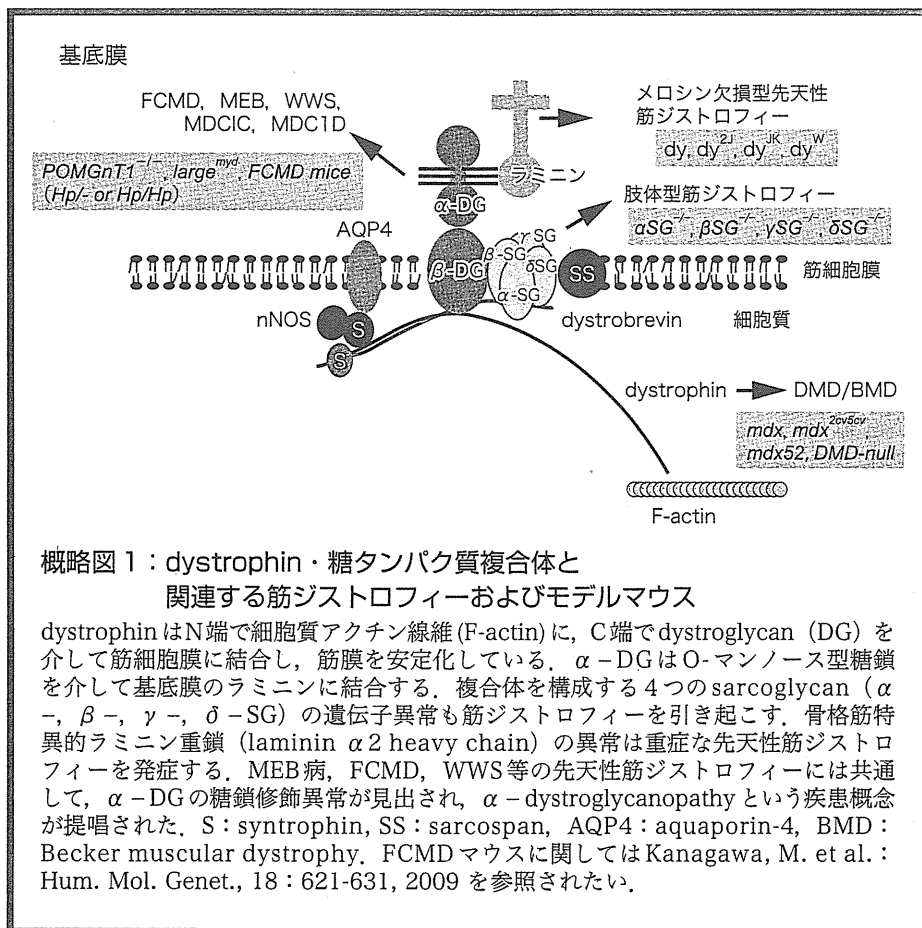 基底膜
FCMD, MEB, WWS,
MDCIC, MDC1D
POMGnT1-/-, large myd, FCMD mice
(Hp/- or Hp/Hp)
メロシン欠損型先天性
筋ジストロフィー
dy, dy2J, dyJK, dyW
ラミニン
α-DG
肢体型筋ジストロフィー
αSG-/-, βSG-/-, γSG-/-, δSG-/-
AQP4
β-DG
γ-SG
β-SG
δSG
α-SG
SS
筋細胞膜
nNOS
S
S
dystrobrevin
細胞質
dystrophin
DMD/BMD
mdx, mdx2cv5cv,
mdx52, DMD-null
F-actin
概略図1:dystrophin・糖タンパク質複合体と
関連する筋ジストロフィーおよびモデルマウス
dystrophinはN端で細胞質アクチン線維(F-actin)に,C端でdystroglycan(DG)を
介して筋細胞膜に結合し,筋膜を安定化している.α-DGはO-マンノース型糖鎖
を介して基底膜のラミニンに結合する.複合体を構成する4つのsarcoglycan(α
-,β-,γ-,δ-SG)の遺伝子異常も筋ジストロフィーを引き起こす.骨格筋特
異的ラミニン重鎖(laminin α2 heavy chain)の異常は重症な先天性筋ジストロ
フィーを発症する.MEB病,FCMD,WWS等の先天性筋ジストロフィーには共通
して,α-DGの糖鎖修飾異常が見出され,α-dystroglycanopathyという疾患概念
が提唱された.S:syntrophin, SS:sarcospan, AQP4:aquaporin-4, BMD:
Becker muscular dystrophy. FCMDマウスに関してはKanagawa, M. et al.:
Hum. Mol. Genet., 18:621-631, 2009を参照されたい.